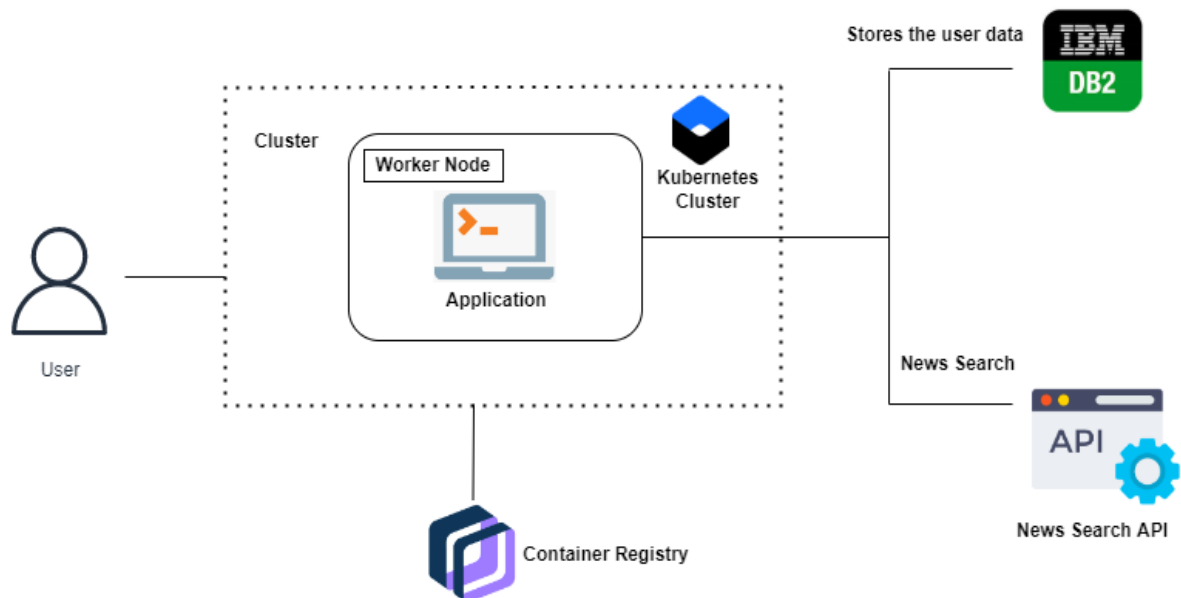 Stores the user data
IBM
DB2
Cluster
Worker Node
Kubernetes
Cluster
Application
User
News Search
API
News Search API
Container Registry